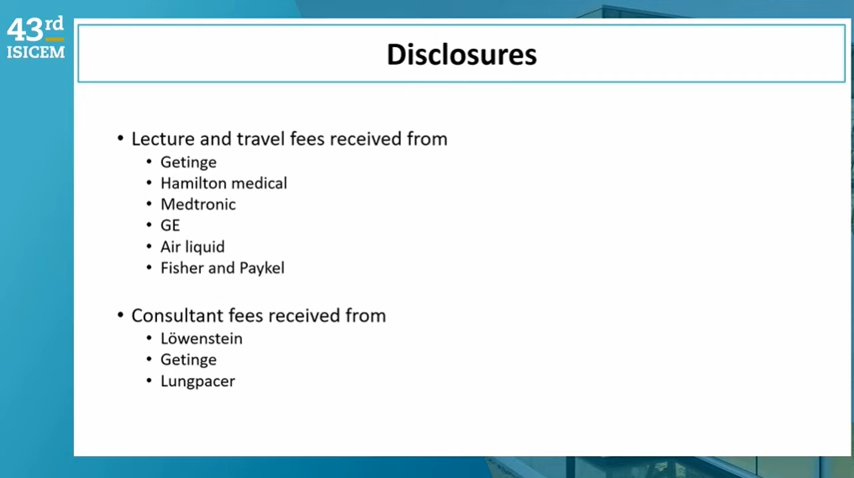 43rd
ISICEM
Disclosures
• Lecture and travel fees received from
• Getinge
• Hamilton medical
• Medtronic
• GE
• Air liquid
• Fisher and Paykel
• Consultant fees received from
• Löwenstein
• Getinge
• Lungpacer